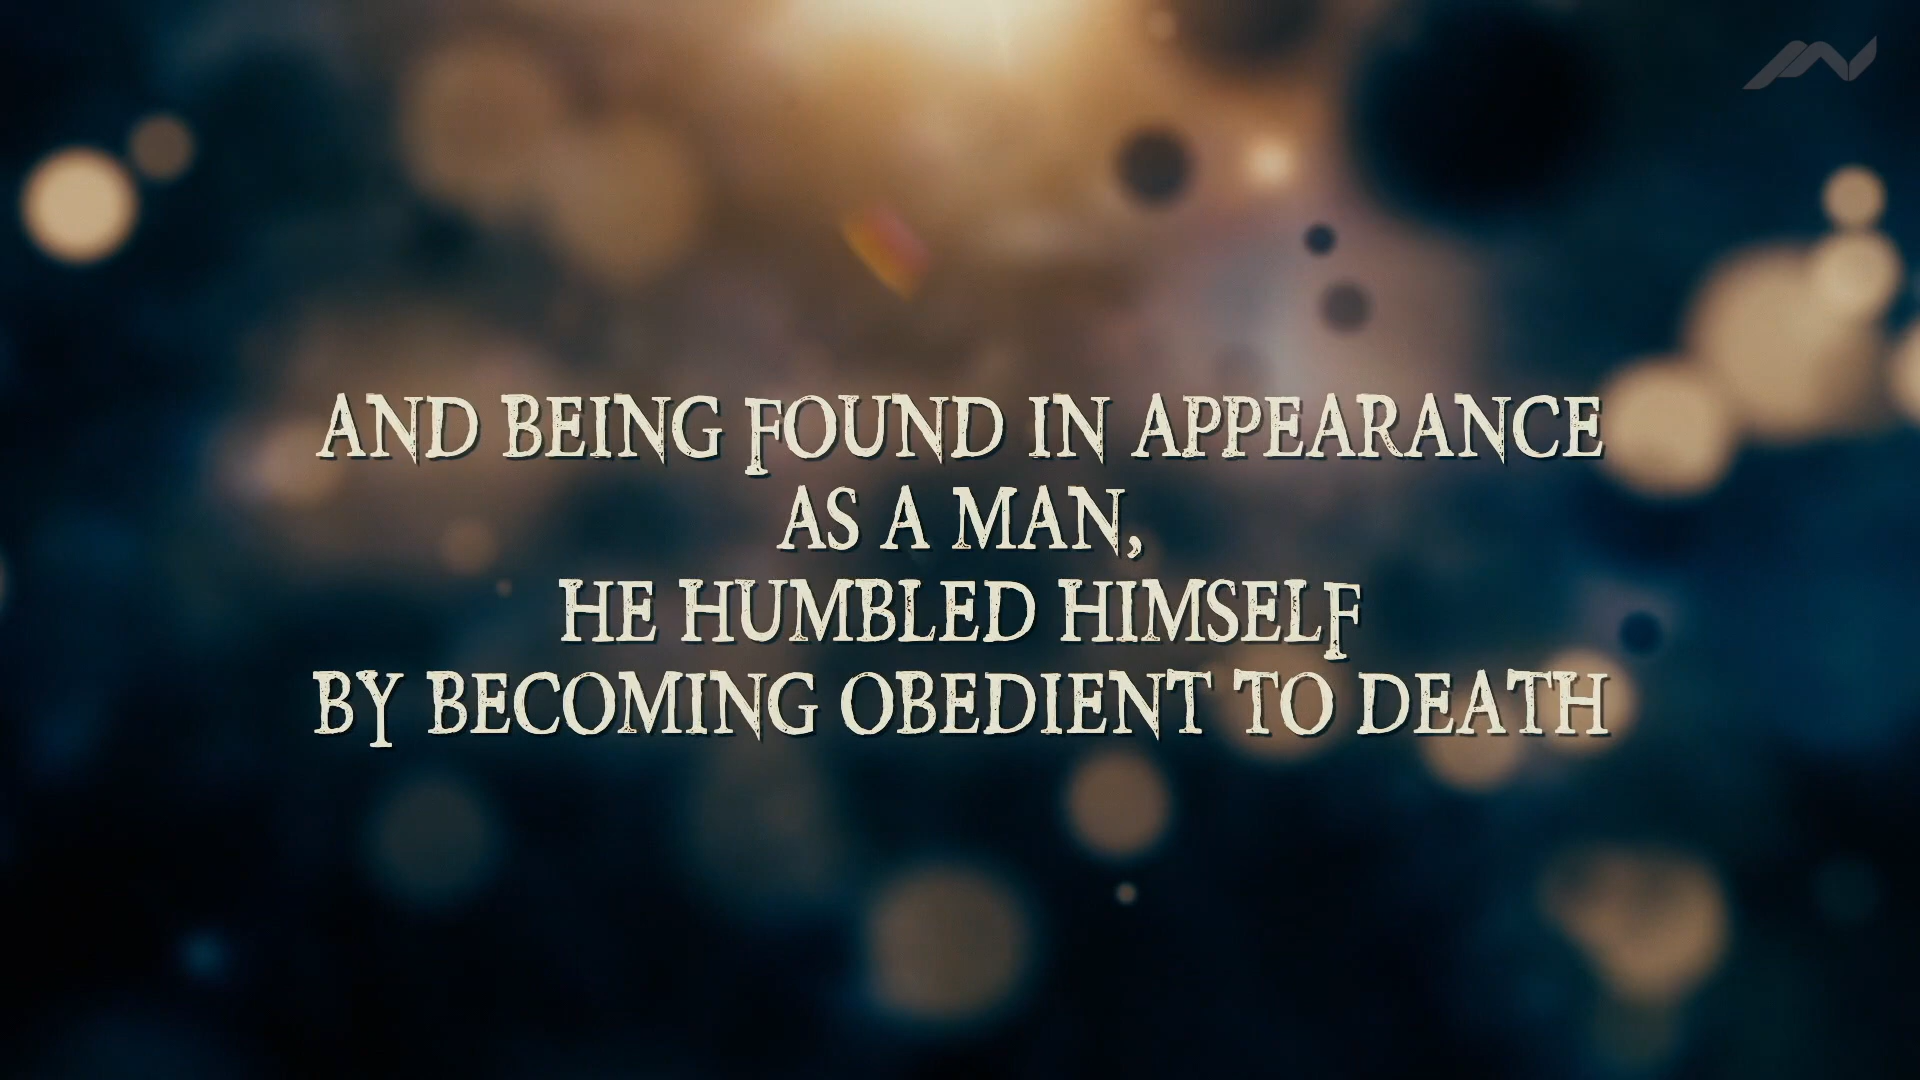 AND BEING FOUND IN APPEARANCE
AS A MAN,
HE HUMBLED HIMSELF
BY BECOMING OBEDIENT TO DEATH